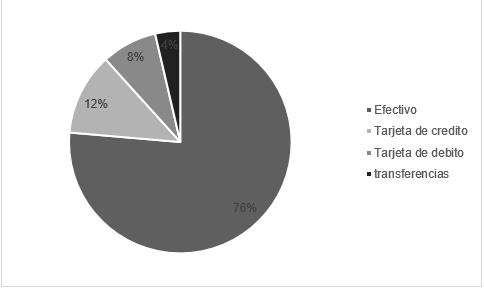 4%
8%
12%
76%
Efectivo
Tarjeta de credito
Tarjeta de debito
transferencias